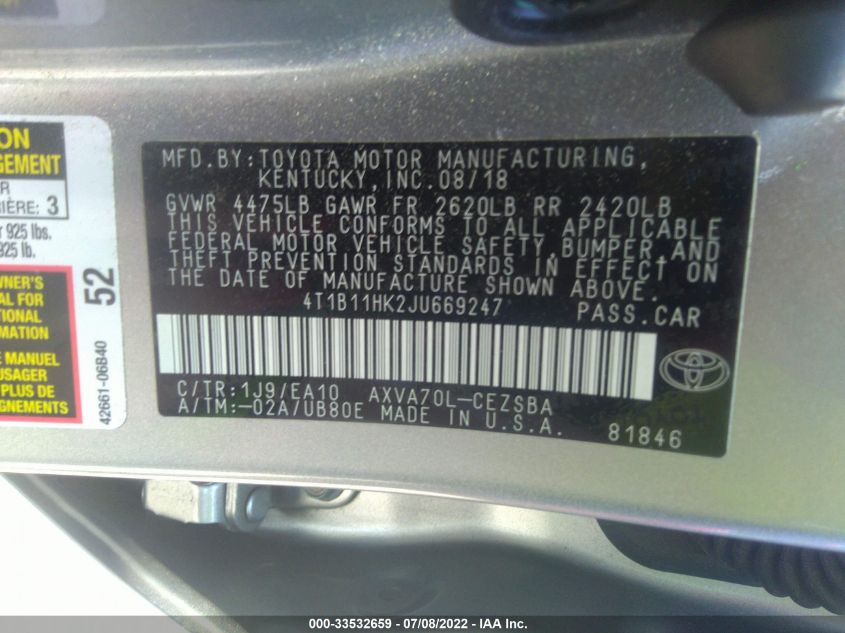 MFD.BY:TOYOTA MOTOR MANUFACTURING,
KENTUCKY,INC.08/18
GVWR 4475LB GAWR FR 2620LB RR 2420LB
THIS VEHICLE CONFORMS TO ALL APPLICABLE
FEDERAL MOTOR VEHICLE SAFETY,BUMPER,AND
THEFT PREVENTION STANDARDS IN EFFECT ON
THE DATE OF MANUFACTURE SHOWN ABOVE.
4T1B11HK2JU669247 PASS.CAR
C/TR:1J9/EA10 AXVA70L-CEZSBA
A/TM:-02A/UB80E MADE IN U.S.A. 81846
ON
GEMENT
R
IÈRE: 3
925 lbs.
925 lb.
WNER'S
AL FOR
TIONAL
RMATION
E MANUEL
USAGER
PLUS DE
IGNEMENTS
52
42661-06B40
000-33532659 - 07/08/2022 - IAA Inc.